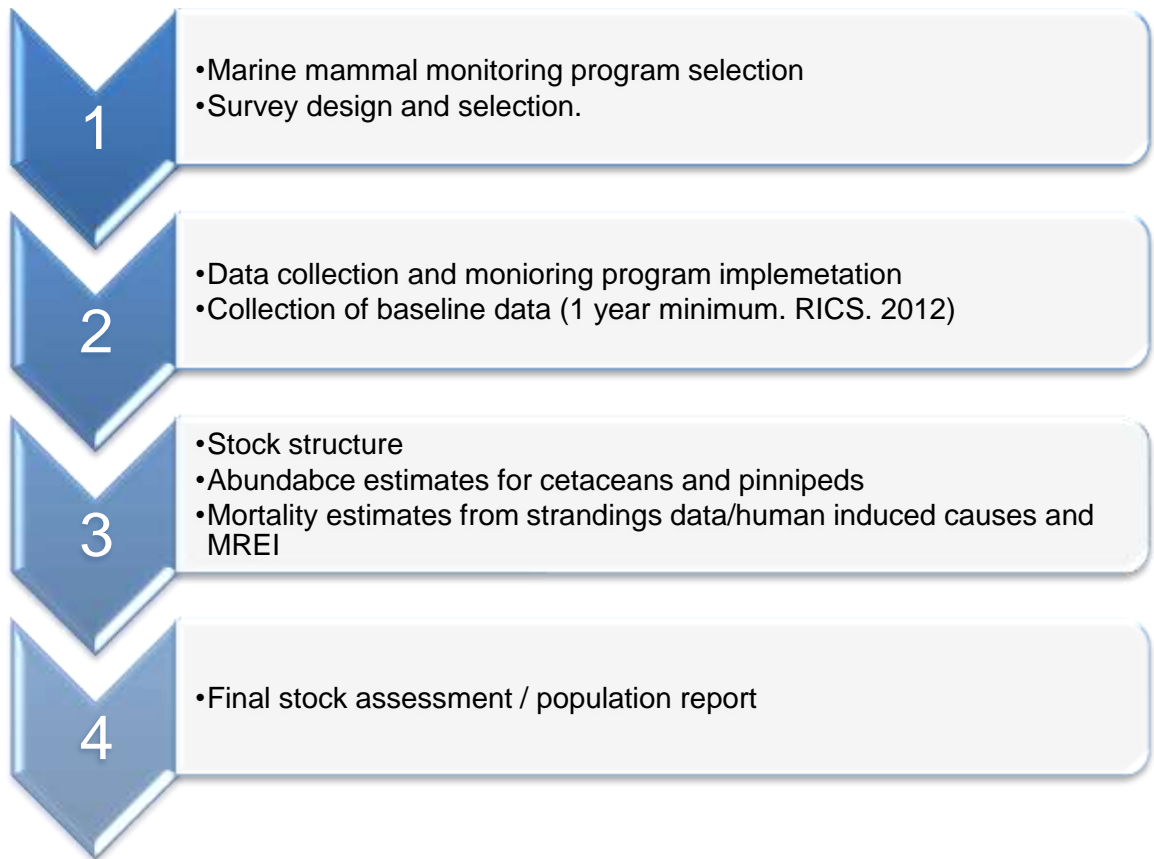 1
•Marine mammal monitoring program selection
•Survey design and selection.
2
•Data collection and monioring program implemetation
•Collection of baseline data (1 year minimum. RICS. 2012)
3
•Stock structure
•Abundabce estimates for cetaceans and pinnipeds
•Mortality estimates from strandings data/human induced causes and
MREI
4
•Final stock assessment / population report